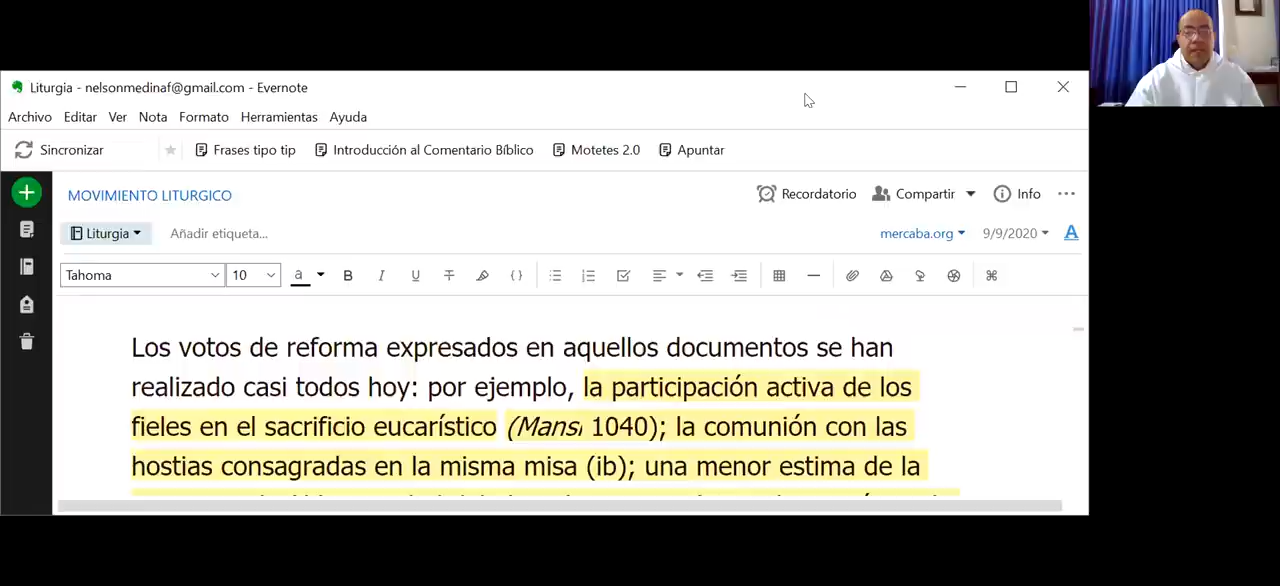 Liturgia - nelsonmedinaf@gmail.com - Evernote
Archivo Editar Ver Nota Formato Herramientas Ayuda
Sincronizar Frases tipo tip Introducción al Comentario Bíblico Motetes 2.0 Apuntar
MOVIMIENTO LITURGICO Recordatorio Compartir Info
Liturgia Añadir etiqueta... mercaba.org 9/9/2020 A
Tahoma 10 a B I U T { }
Los votos de reforma expresados en aquellos documentos se han
realizado casi todos hoy: por ejemplo, la participación activa de los
fieles en el sacrificio eucarístico (Mansi 1040); la comunión con las
hostias consagradas en la misma misa (ib); una menor estima de la